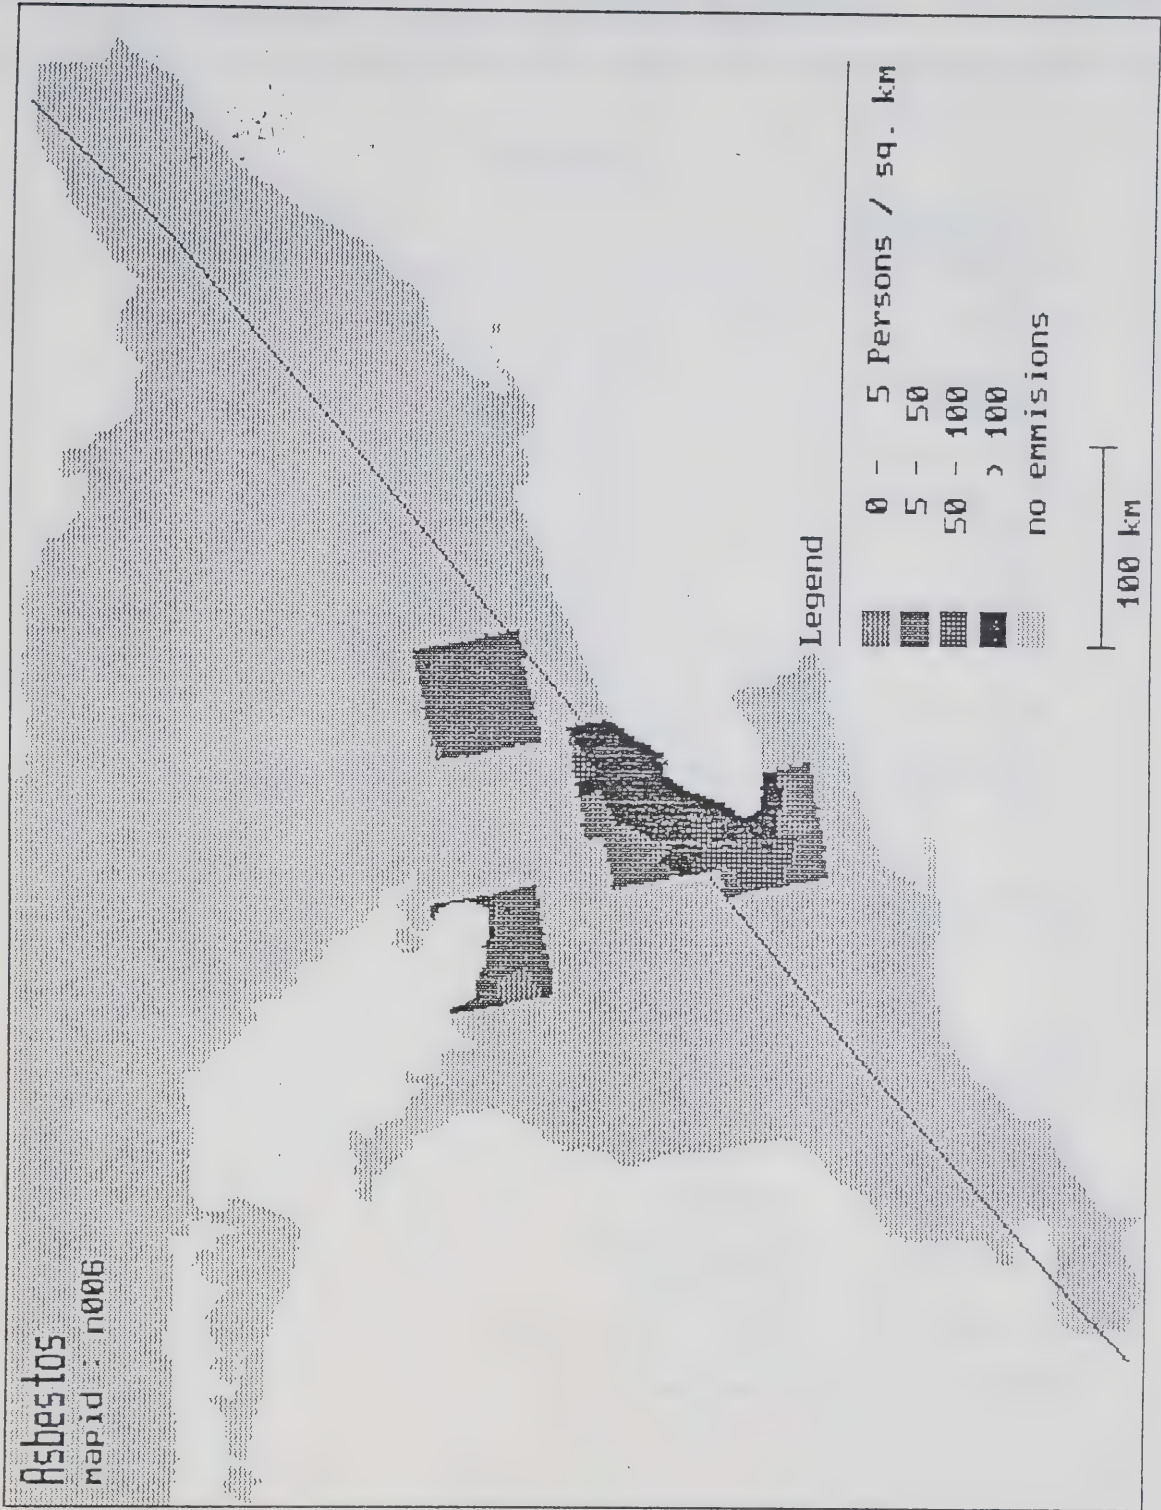 Asbestos
mapid : n006
Legend
0 - 5 Persons / sq. km
5 - 50
50 - 100
> 100
no emmisions
100 km